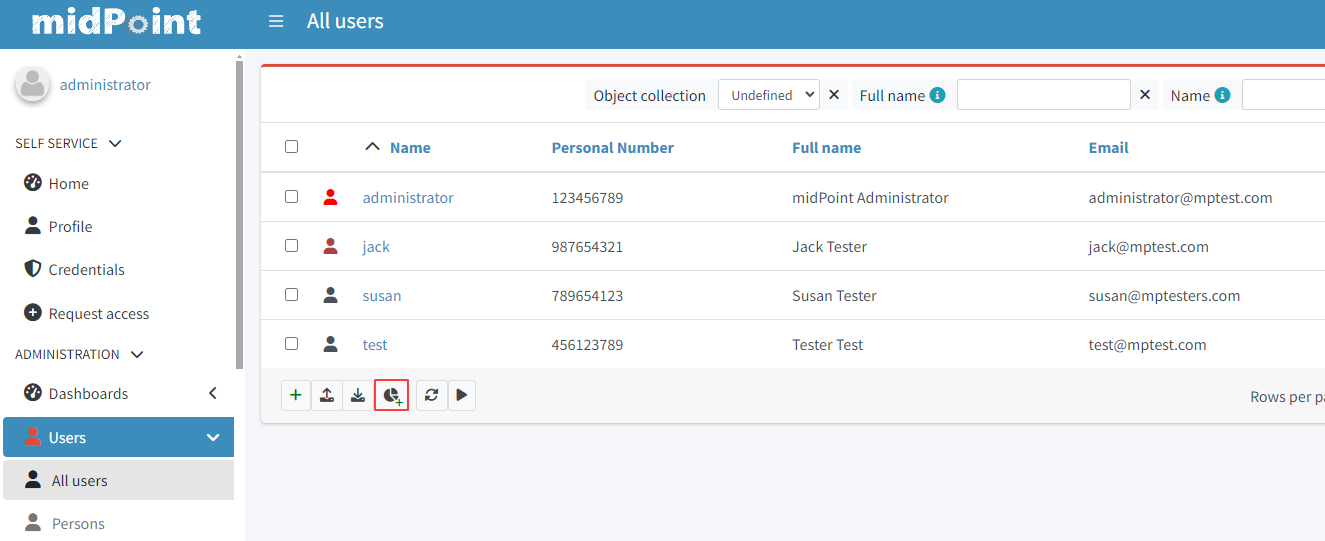 midPoint
All users
administrator
SELF SERVICE
Home
Profile
Credentials
Request access
ADMINISTRATION
Dashboards
Users
All users
Persons
Object collection Undefined Full name Name
Name Personal Number Full name Email
administrator 123456789 midPoint Administrator administrator@mptest.com
jack 987654321 Jack Tester jack@mptest.com
susan 789654123 Susan Tester susan@mptesters.com
test 456123789 Tester Test test@mptest.com
Rows per pa